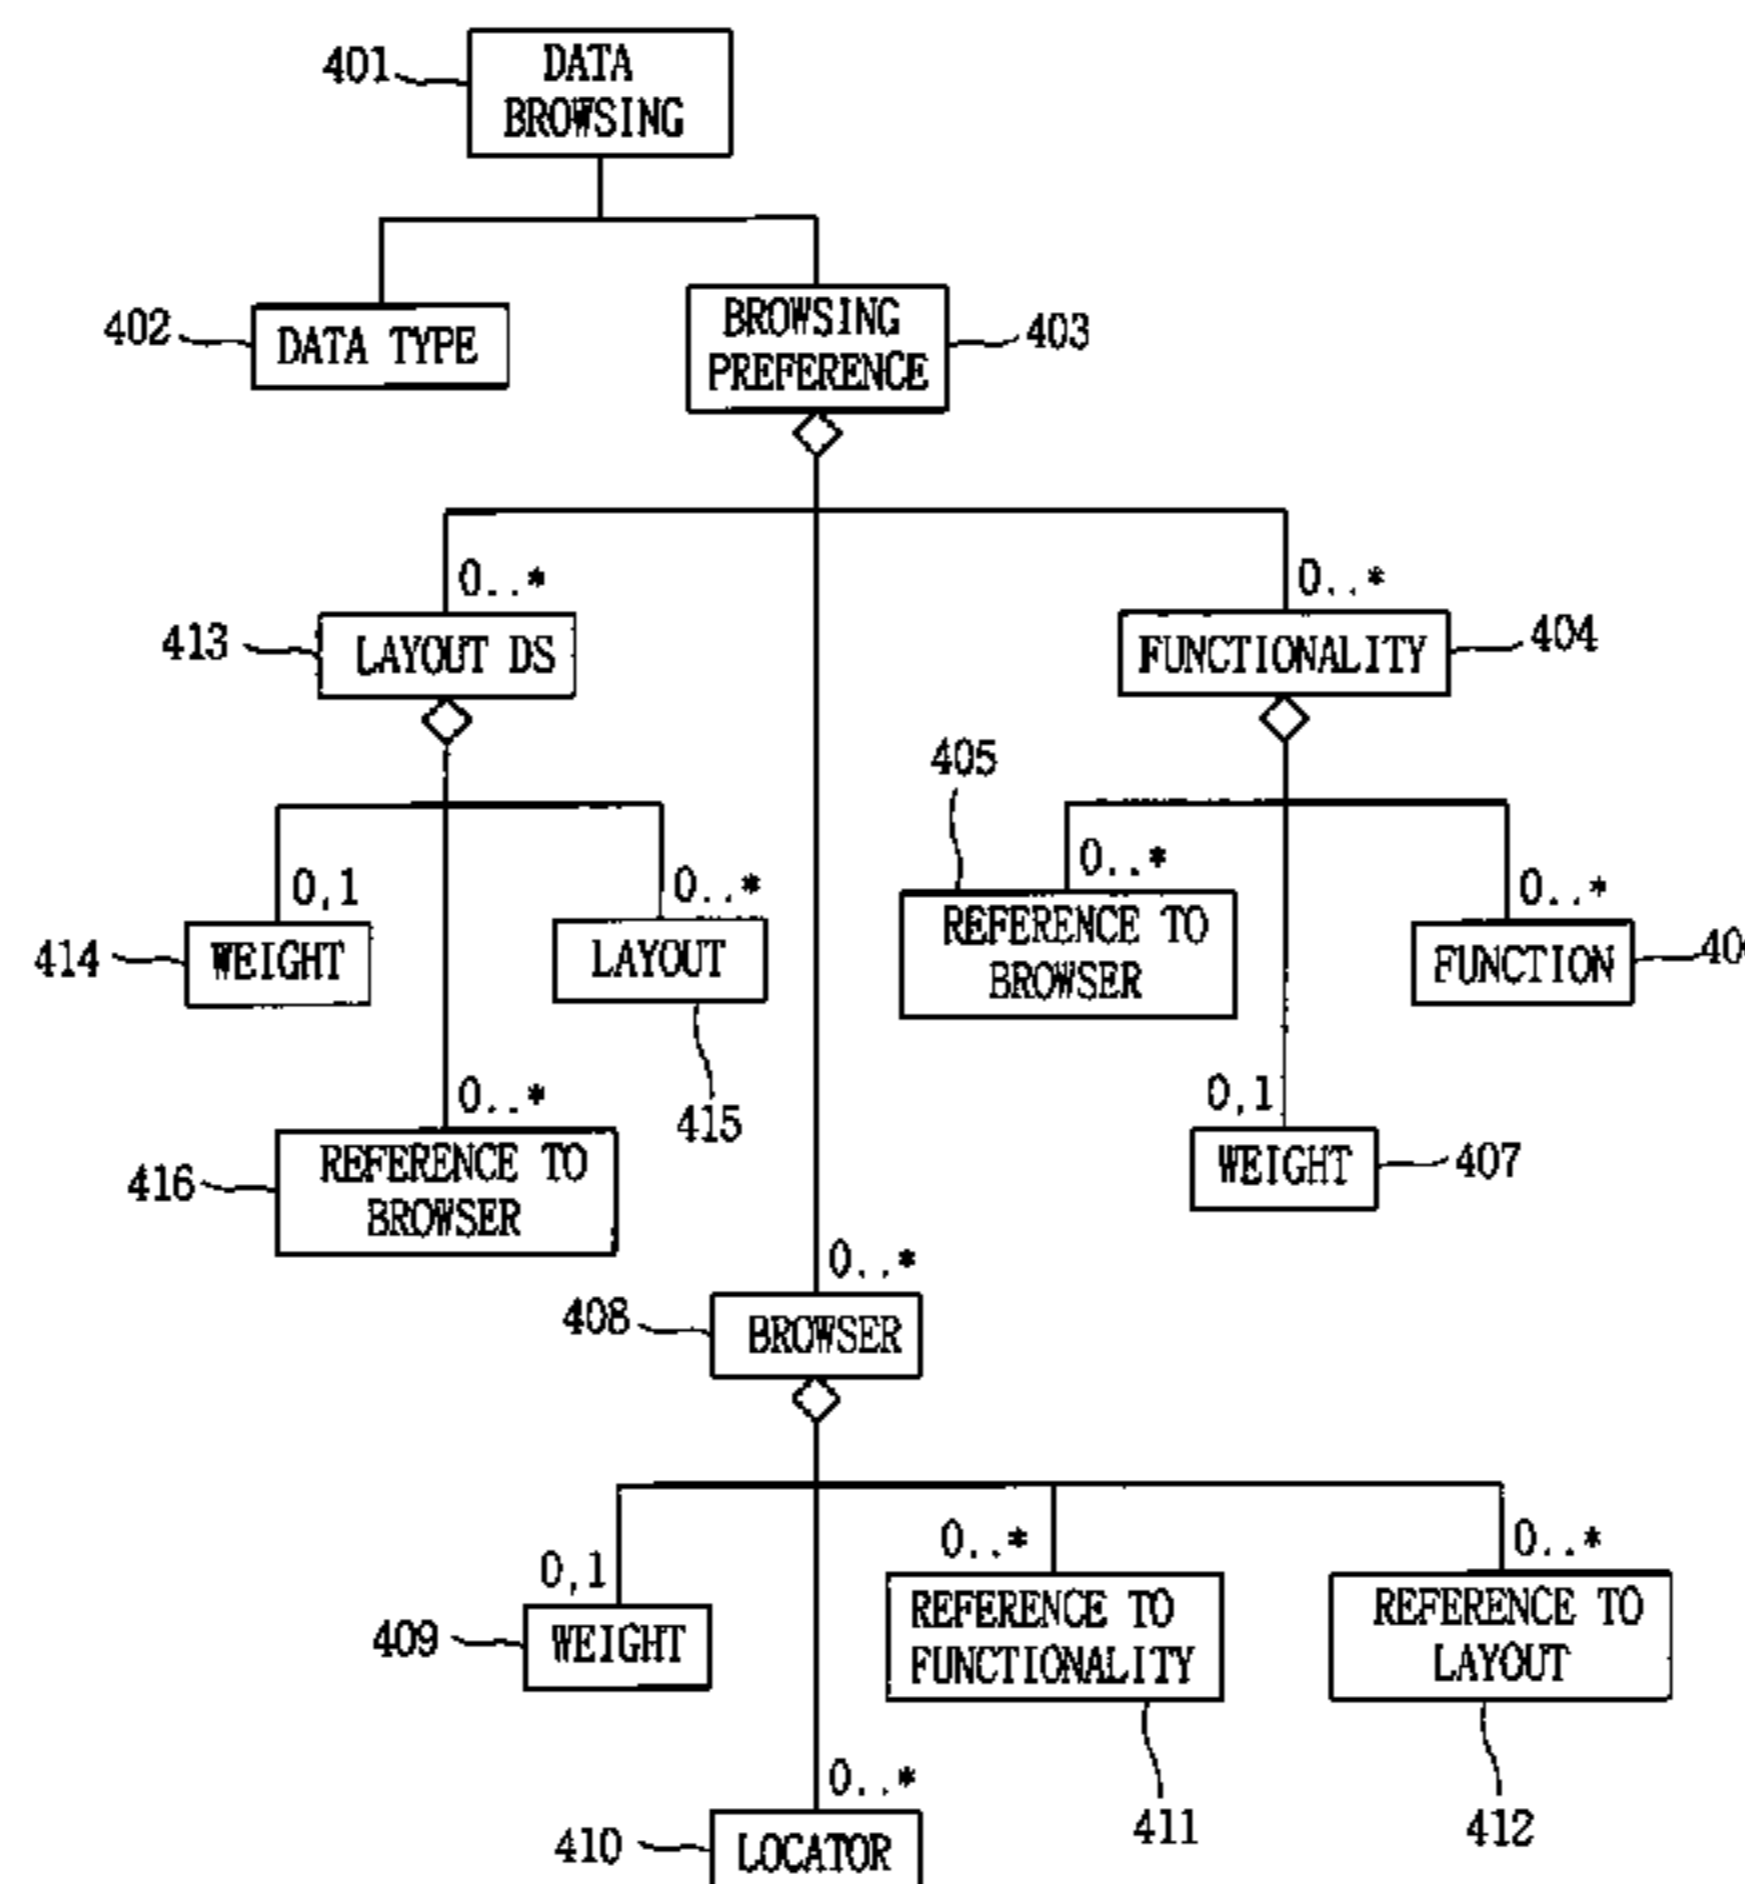 401
DATA
BROWSING
402
DATA TYPE
BROWSING
PREFERENCE
403
0..*
0..*
413
LAYOUT DS
FUNCTIONALITY
404
405
0,1
0..*
0..*
0..*
414
WEIGHT
LAYOUT
REFERENCE TO
BROWSER
FUNCTION
0..*
415
0,1
416
REFERENCE TO
BROWSER
WEIGHT
407
0..*
408
BROWSER
0,1
0..*
0..*
409
WEIGHT
REFERENCE TO
FUNCTIONALITY
REFERENCE TO
LAYOUT
0..*
411
412
410
LOCATOR